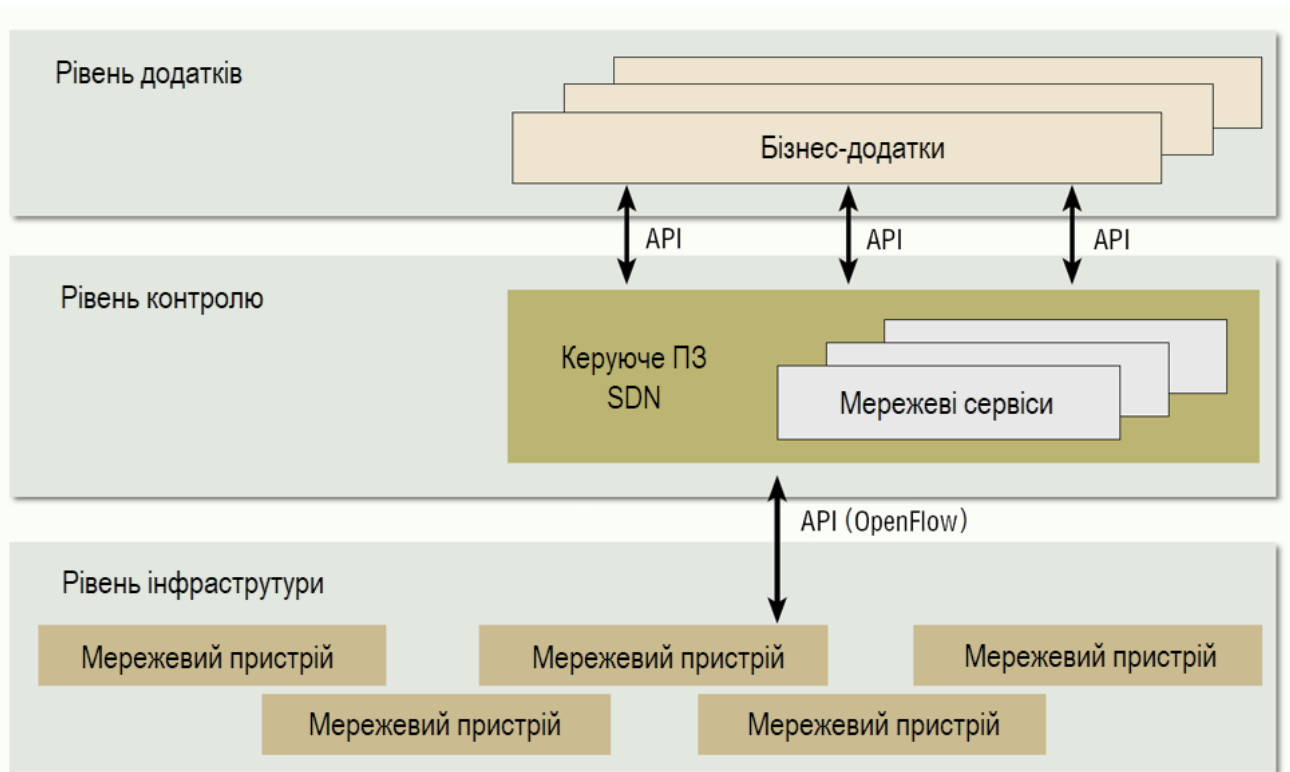 Рівень додатків
Бізнес-додатки
API
API
API
Рівень контролю
Керуюче ПЗ
SDN
Мережеві сервіси
API (OpenFlow)
Рівень інфраструтури
Мережевий пристрій
Мережевий пристрій
Мережевий пристрій
Мережевий пристрій
Мережевий пристрій